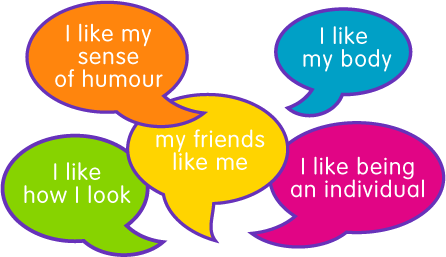 I like my
sense
of humour
I like
my body
my friends
like me
I like
how I look
I like being
an individual